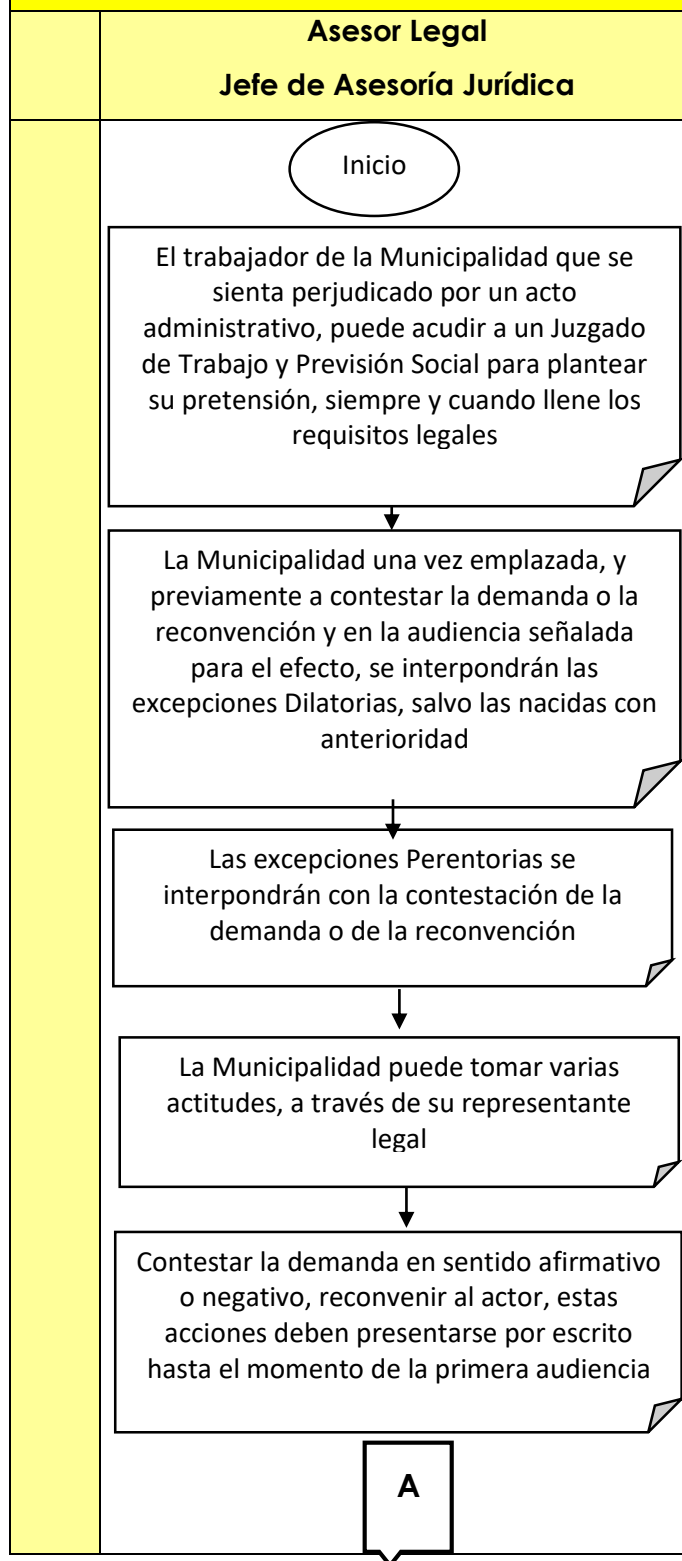 Asesor Legal
Jefe de Asesoría Jurídica
Inicio
El trabajador de la Municipalidad que se
sienta perjudicado por un acto
administrativo, puede acudir a un Juzgado
de Trabajo y Previsión Social para plantear
su pretensión, siempre y cuando llene los
requisitos legales
La Municipalidad una vez emplazada, y
previamente a contestar la demanda o la
reconvención y en la audiencia señalada
para el efecto, se interpondrán las
excepciones Dilatorias, salvo las nacidas con
anterioridad
Las excepciones Perentorias se
interpondrán con la contestación de la
demanda o de la reconvención
La Municipalidad puede tomar varias
actitudes, a través de su representante
legal
Contestar la demanda en sentido afirmativo
o negativo, reconvenir al actor, estas
acciones deben presentarse por escrito
hasta el momento de la primera audiencia
A